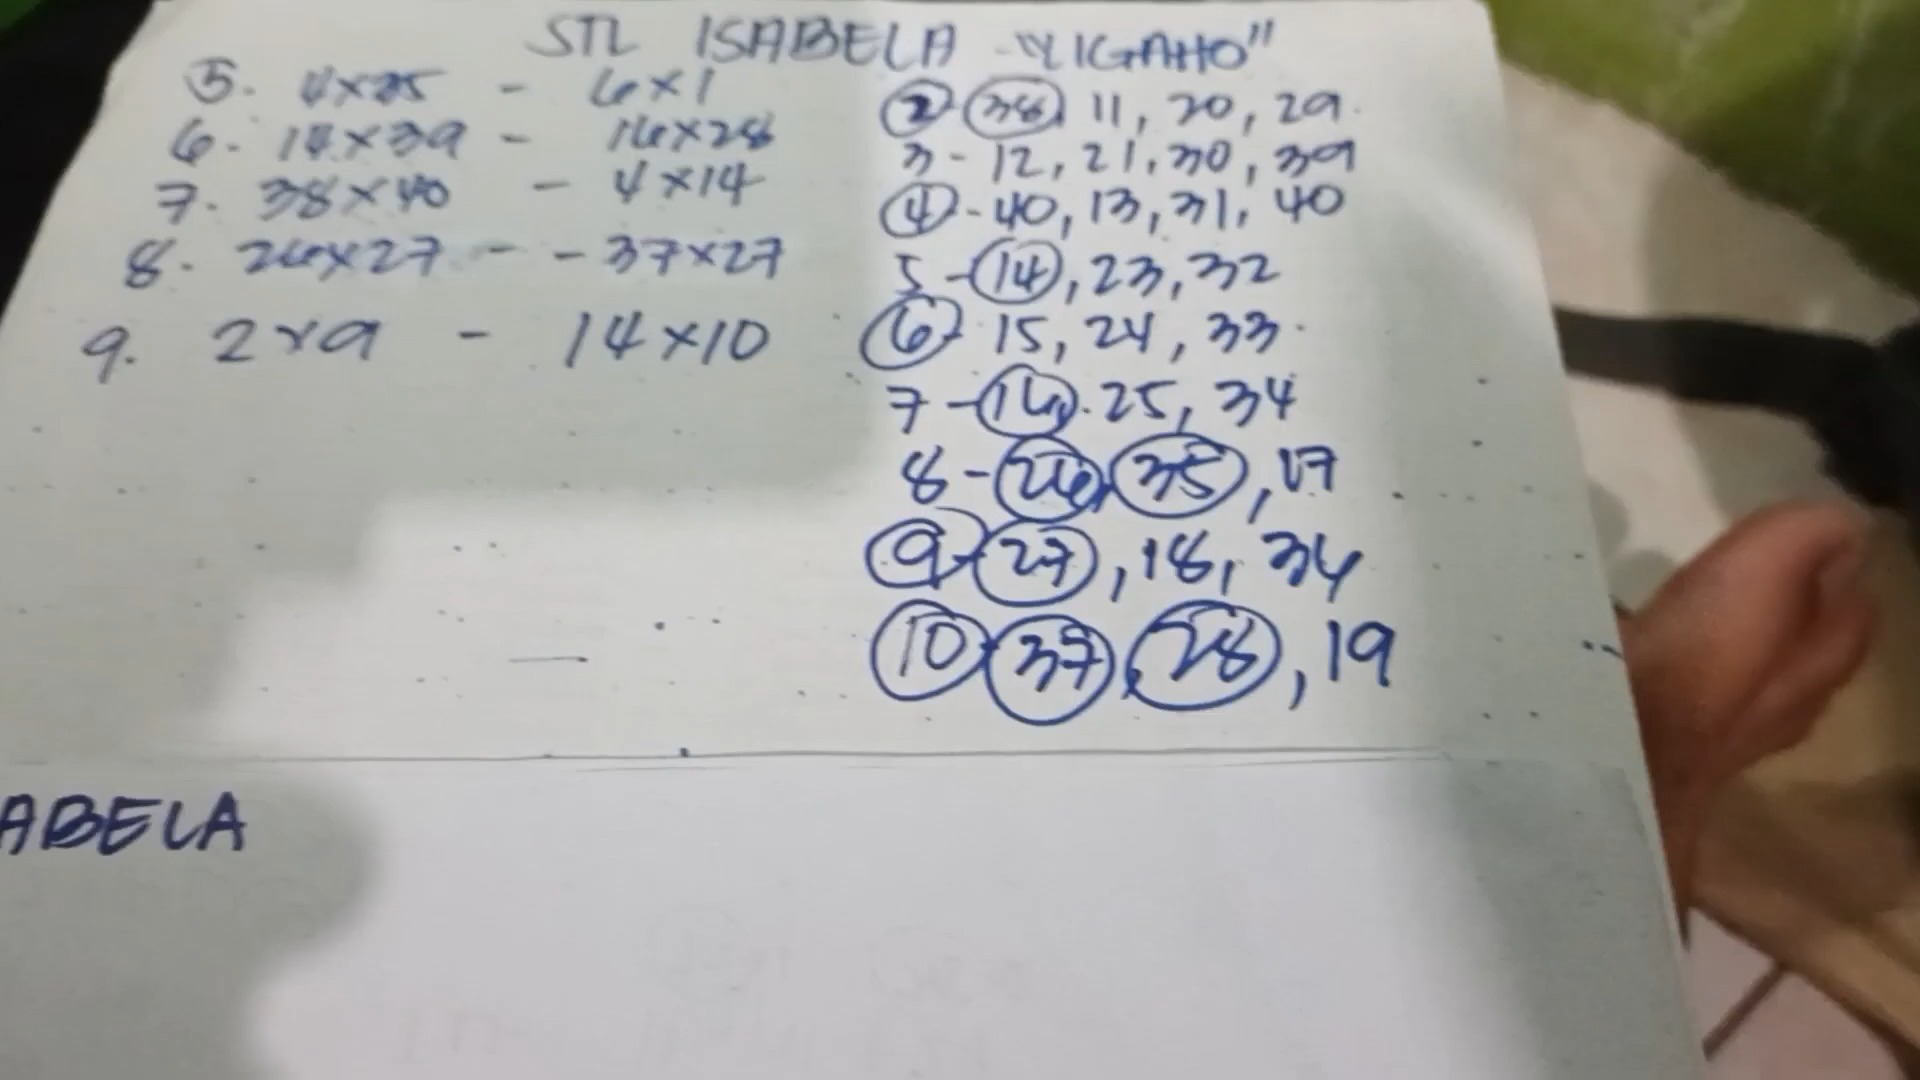 STL ISABELA - "LIGAHO"
5. 4x25 - 6x1
6. 14x39 - 16x28
7. 38x40 - 4x14
8. 26x27 - - 37x27
9. 2x9 - 14x10
2 - 38, 11, 20, 29.
3 - 12, 21, 30, 39
4 - 40, 13, 31, 40
5 - 14, 23, 32
6 - 15, 24, 33.
7 - 16. 25, 34
8 - 26, 35, 17
9 - 27, 18, 36
10 - 37, 28, 19
ABELA